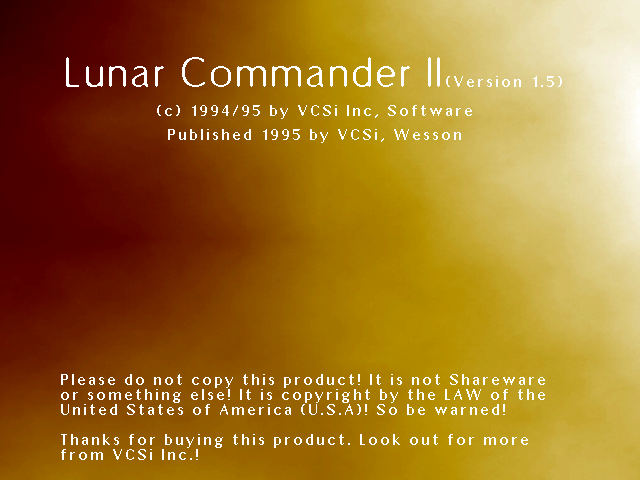 Lunar Commander II(Version 1.5)
(c) 1994/95 by VCSi Inc, Software
Published 1995 by VCSi, Wesson
Please do not copy this product! It is not Shareware
or something else! It is copyright by the LAW of the
United States of America (U.S.A)! So be warned!
Thanks for buying this product. Look out for more
from VCSi Inc.!